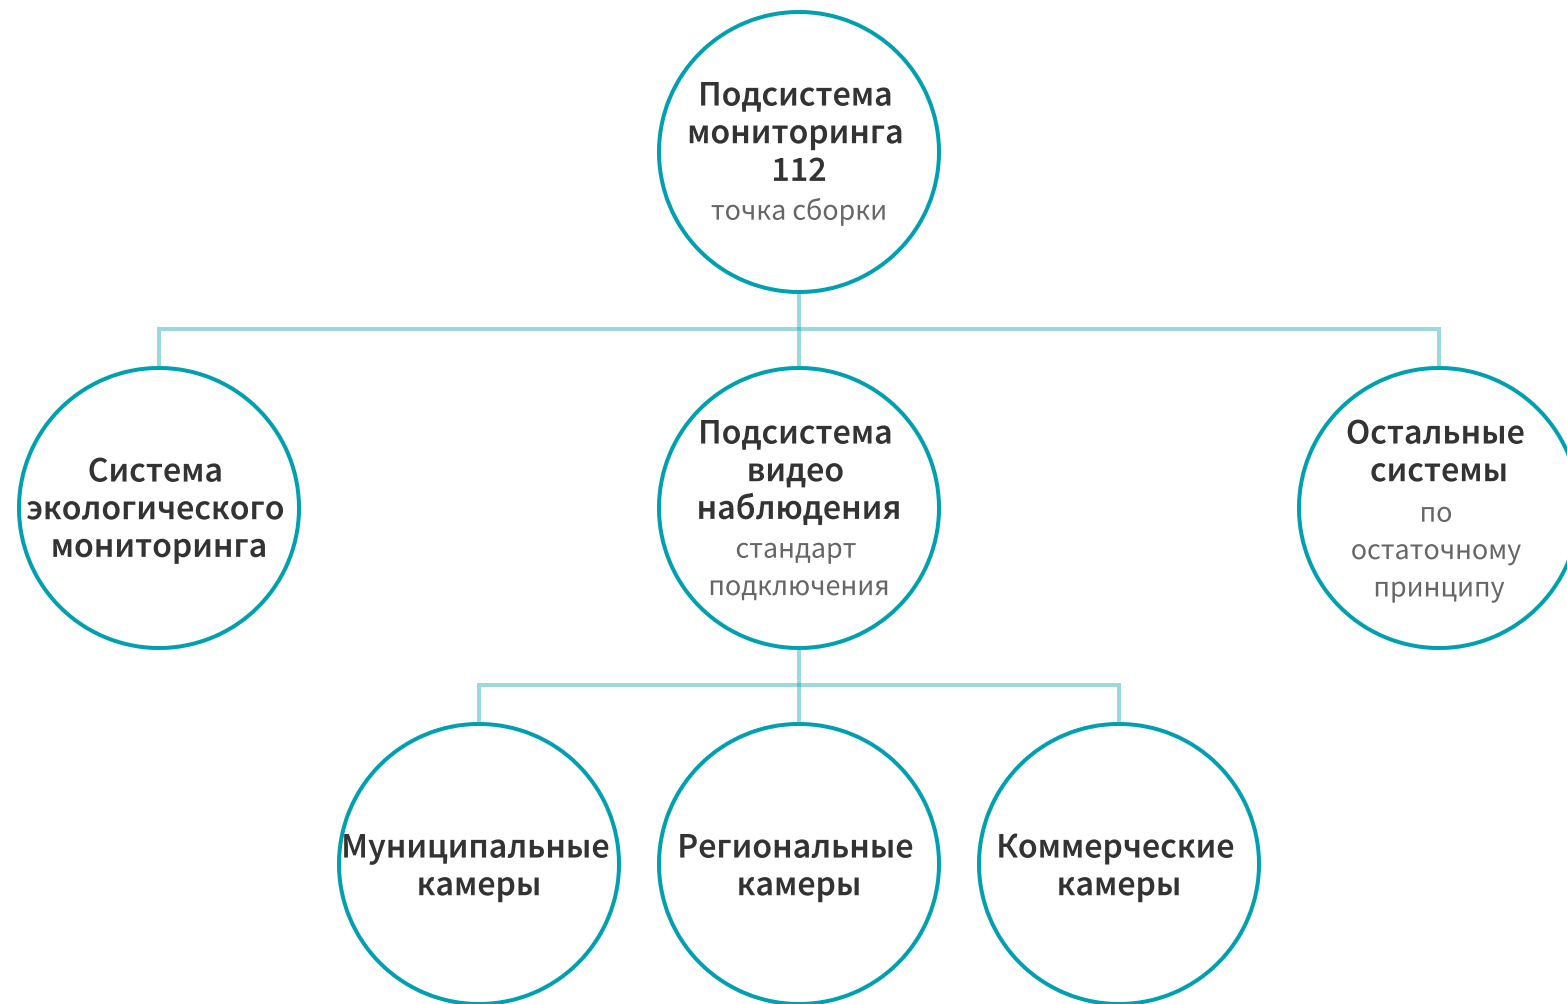 Подсистема
мониторинга
112
точка сборки
Система
экологического
мониторинга
Подсистема
видео
наблюдения
стандарт
подключения
Остальные
системы
по
остаточному
принципу
Муниципальные
камеры
Региональные
камеры
Коммерческие
камеры